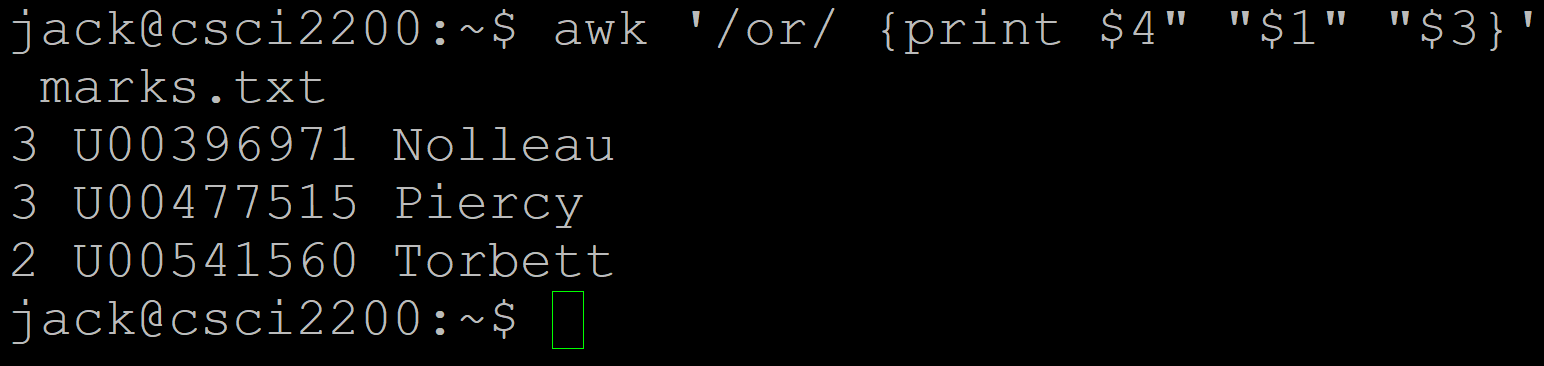 jack@csci2200:~$ awk '/or/ {print $4" "$1" "$3}'
marks.txt
3 U00396971 Nolleau
3 U00477515 Piercy
2 U00541560 Torbett
jack@csci2200:~$